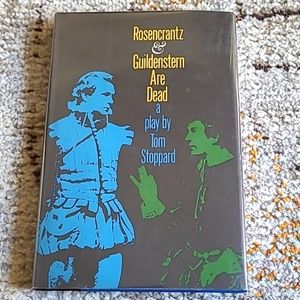 Rosencrantz
&
Guildenstern
Are
Dead
a
play by
Tom
Stoppard